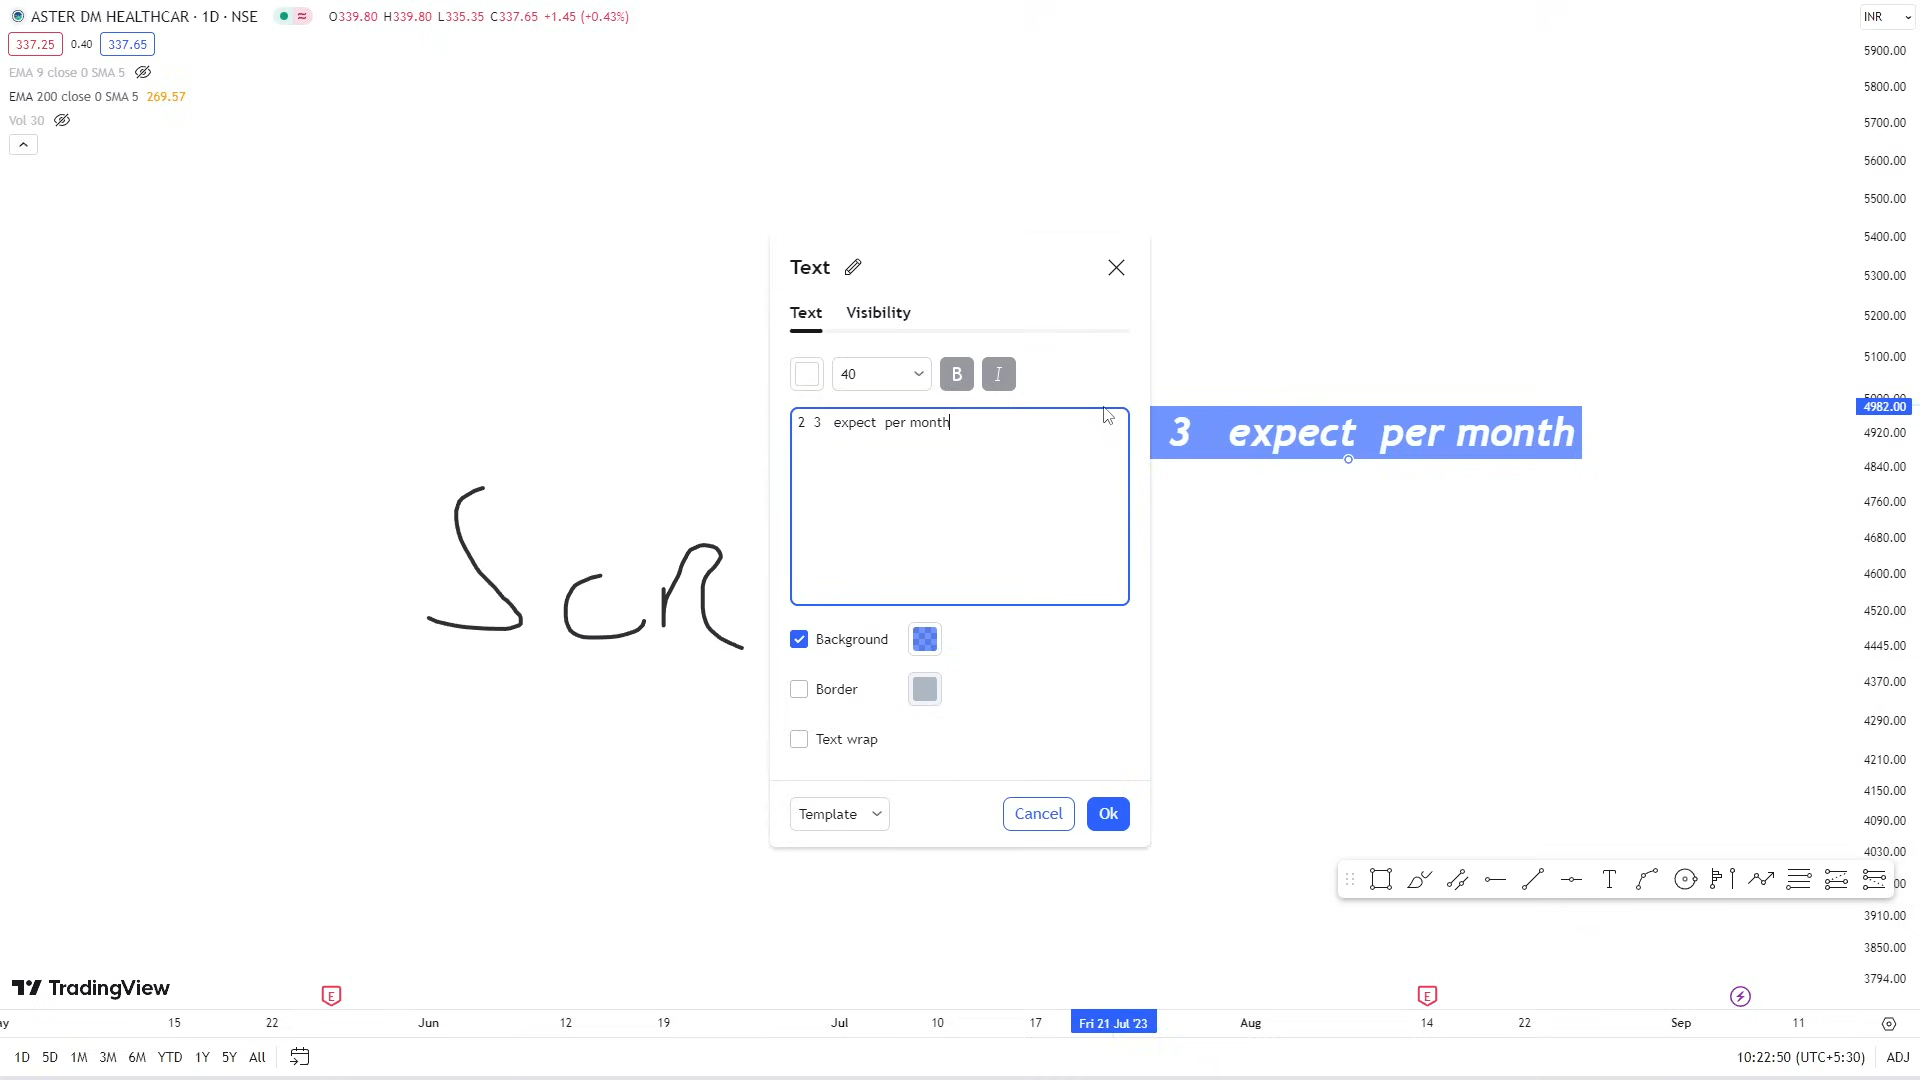 ASTER DM HEALTHCAR · 1D · NSE O339.80 H339.80 L335.35 C337.65 +1.45 (+0.43%)
INR
337.25 0.40 337.65
EMA 9 close 0 SMA 5
EMA 200 close 0 SMA 5 269.57
Vol 30
5900.00
5800.00
5700.00
5600.00
5500.00
5400.00
5300.00
5200.00
5100.00
4982.00
4920.00
4840.00
4760.00
4680.00
4600.00
4520.00
4445.00
4370.00
4290.00
4210.00
4150.00
4090.00
4030.00
3910.00
3850.00
3794.00
Text
Text Visibility
40 B I
2 3 expect per month
3 expect per month
ScR
Background
Border
Text wrap
Template Cancel Ok
TradingView
E E
15 22 Jun 12 19 Jul 10 17 Fri 21 Jul '23 Aug 14 22 Sep 11
1D 5D 1M 3M 6M YTD 1Y 5Y All 10:22:50 (UTC+5:30) ADJ